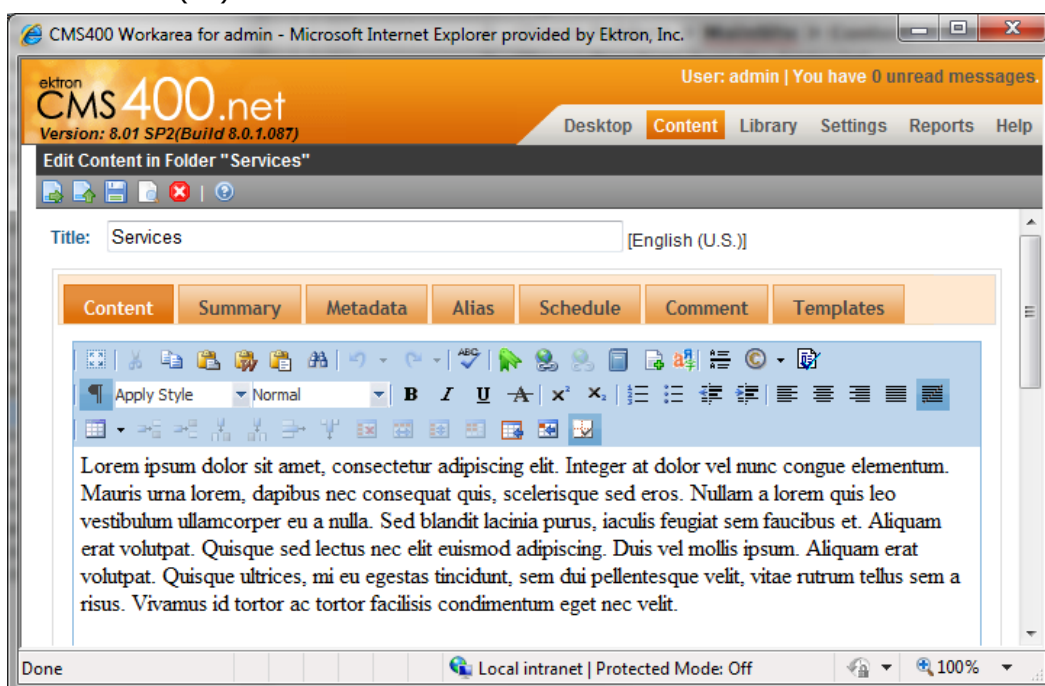 CMS400 Workarea for admin - Microsoft Internet Explorer provided by Ektron, Inc.
User: admin | You have 0 unread messages.
ektron
CMS400.net
Version: 8.01 SP2(Build 8.0.1.087)
Desktop Content Library Settings Reports Help
Edit Content in Folder "Services"
Title: Services [English (U.S.)]
Content Summary Metadata Alias Schedule Comment Templates
ABC
Apply Style Normal B I U A x² x₂
Lorem ipsum dolor sit amet, consectetur adipiscing elit. Integer at dolor vel nunc congue elementum.
Mauris urna lorem, dapibus nec consequat quis, scelerisque sed eros. Nullam a lorem quis leo
vestibulum ullamcorper eu a nulla. Sed blandit lacinia purus, iaculis feugiat sem faucibus et. Aliquam
erat volutpat. Quisque sed lectus nec elit euismod adipiscing. Duis vel mollis ipsum. Aliquam erat
volutpat. Quisque ultrices, mi eu egestas tincidunt, sem dui pellentesque velit, vitae rutrum tellus sem a
risus. Vivamus id tortor ac tortor facilisis condimentum eget nec velit.
Done Local intranet | Protected Mode: Off 100%